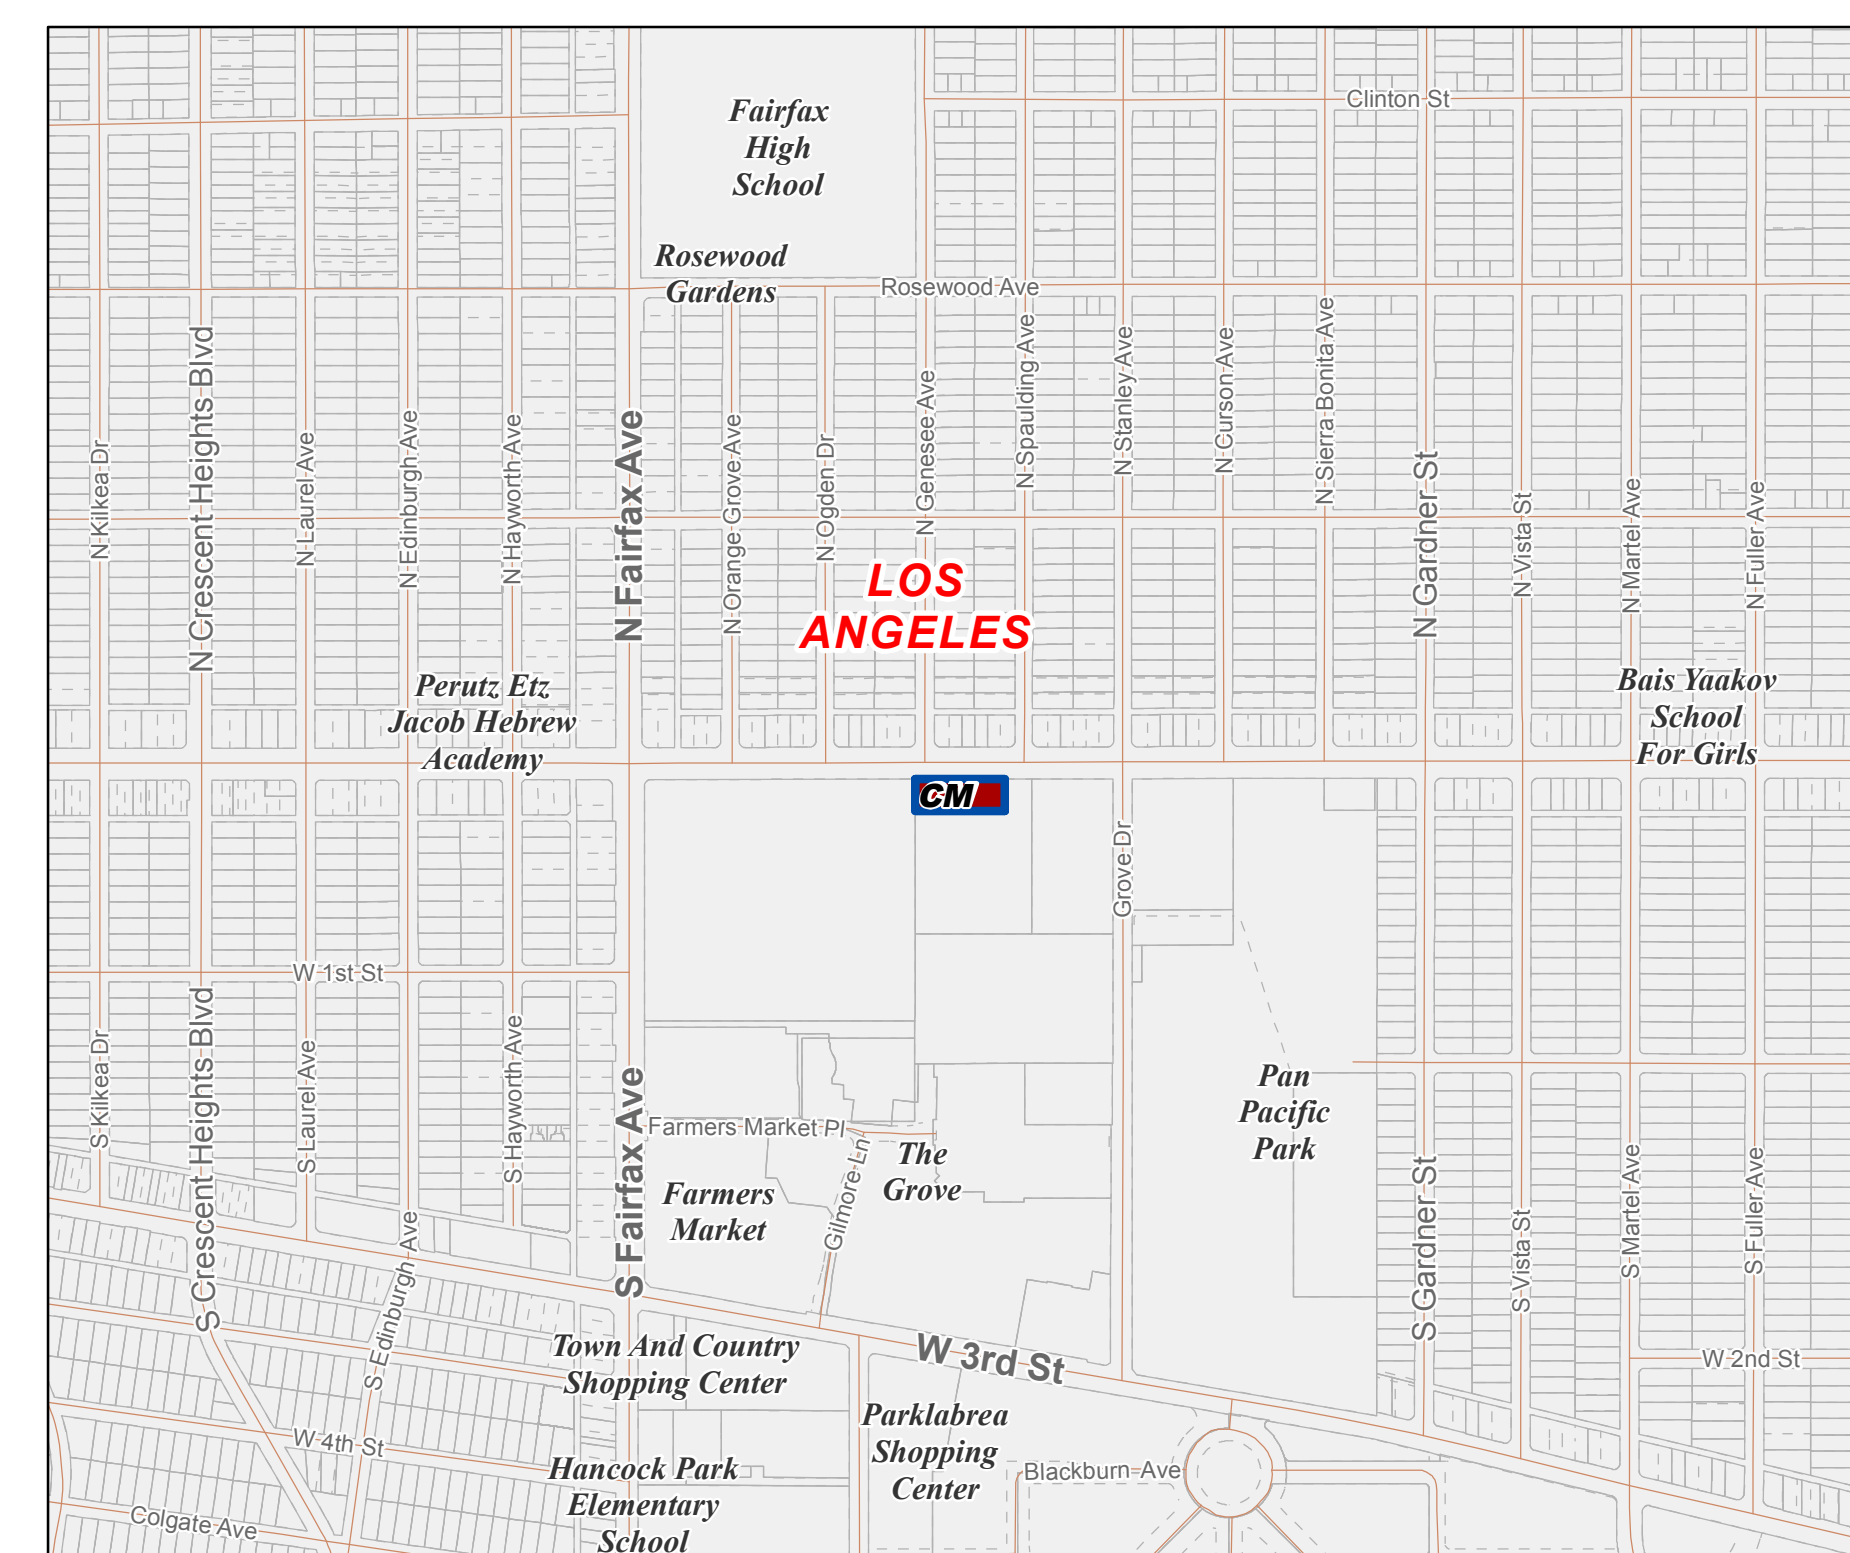 Clinton St
Fairfax
High
School
Rosewood
Gardens
Rosewood Ave
N Kilkea Dr
N Crescent Heights Blvd
N Laurel Ave
N Edinburgh Ave
N Hayworth Ave
N Fairfax Ave
N Orange Grove Ave
N Ogden Dr
N Genesee Ave
N Spaulding Ave
N Stanley Ave
N Curson Ave
N Sierra Bonita Ave
N Gardner St
N Vista St
N Martel Ave
N Fuller Ave
LOS
ANGELES
Perutz Etz
Jacob Hebrew
Academy
Bais Yaakov
School
For Girls
CM
Grove Dr
W 1st St
S Kilkea Dr
S Crescent Heights Blvd
S Laurel Ave
S Edinburgh Ave
S Hayworth Ave
S Fairfax Ave
Farmers Market Pl
Gilmore Ln
The
Grove
Farmers
Market
Pan
Pacific
Park
S Gardner St
S Vista St
S Martel Ave
S Fuller Ave
W 3rd St
W 2nd St
Town And Country
Shopping Center
Parklabrea
Shopping
Center
W 4th St
Hancock Park
Elementary
School
Blackburn Ave
Colgate Ave